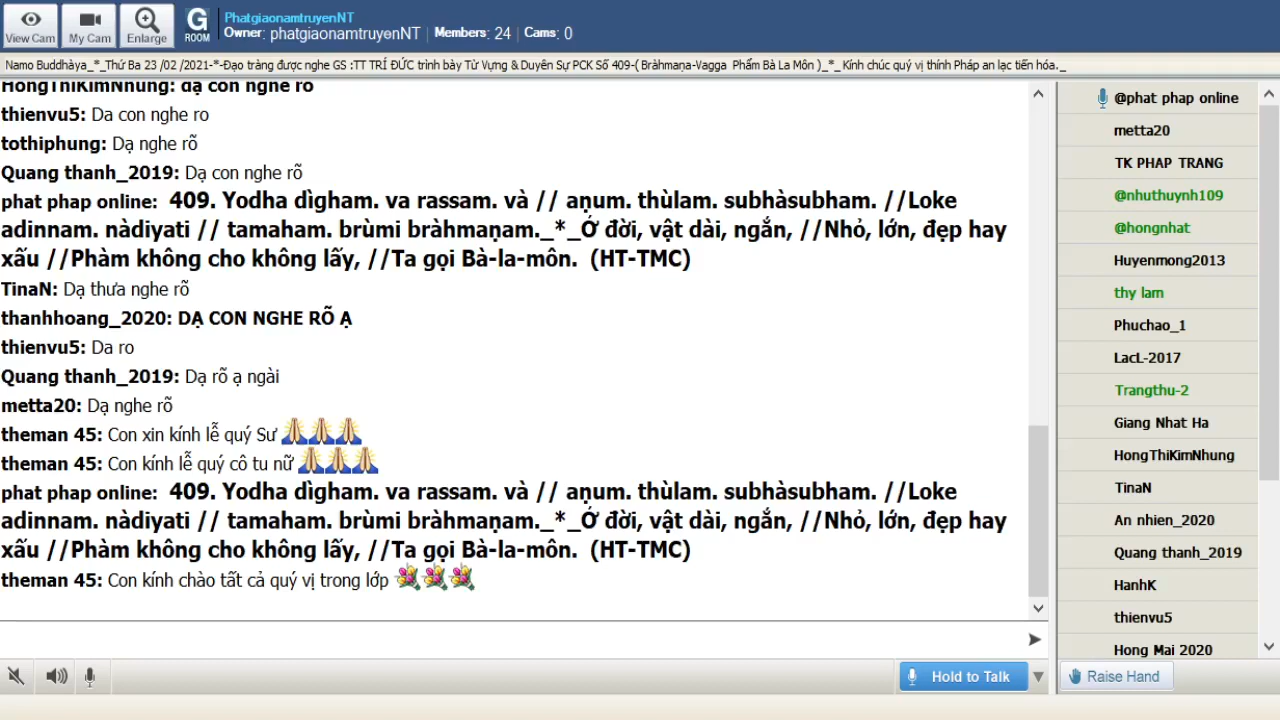 View Cam
My Cam
Enlarge
G
ROOM
PhatgiaonamtruyenNT
Owner: phatgiaonamtruyenNT | Members: 24 | Cams: 0
Namo Buddhàya_*_Thứ Ba 23 /02 /2021-*-Đạo tràng được nghe GS :TT TRÍ ĐỨC trình bày Từ Vựng & Duyên Sự PCK Số 409-( Bràhmaṇa-Vagga Phẩm Bà La Môn )_*_ Kính chúc quý vị thính Pháp an lạc tiến hóa._
HongThiKimNhung: dạ con nghe rõ
thienvu5: Da con nghe ro
tothiphung: Dạ nghe rõ
Quang thanh_2019: Dạ con nghe rõ
phat phap online: 409. Yodha dìgham. va rassam. và // aṇum. thùlam. subhàsubham. //Loke
adinnam. nàdiyati // tamaham. brùmi bràhmaṇam._*_Ở đời, vật dài, ngắn, //Nhỏ, lớn, đẹp hay
xấu //Phàm không cho không lấy, //Ta gọi Bà-la-môn. (HT-TMC)
TinaN: Dạ thưa nghe rõ
thanhhoang_2020: DẠ CON NGHE RÕ Ạ
thienvu5: Da ro
Quang thanh_2019: Dạ rõ ạ ngài
metta20: Dạ nghe rõ
theman 45: Con xin kính lễ quý Sư 🙏🙏🙏
theman 45: Con kính lễ quý cô tu nữ 🙏🙏🙏
phat phap online: 409. Yodha dìgham. va rassam. và // aṇum. thùlam. subhàsubham. //Loke
adinnam. nàdiyati // tamaham. brùmi bràhmaṇam._*_Ở đời, vật dài, ngắn, //Nhỏ, lớn, đẹp hay
xấu //Phàm không cho không lấy, //Ta gọi Bà-la-môn. (HT-TMC)
theman 45: Con kính chào tất cả quý vị trong lớp 💐💐💐
Hold to Talk
@phat phap online
metta20
TK PHAP TRANG
@nhuthuynh109
@hongnhat
Huyenmong2013
thy lam
Phuchao_1
LacL-2017
Trangthu-2
Giang Nhat Ha
HongThiKimNhung
TinaN
An nhien_2020
Quang thanh_2019
HanhK
thienvu5
Hong Mai 2020
Raise Hand